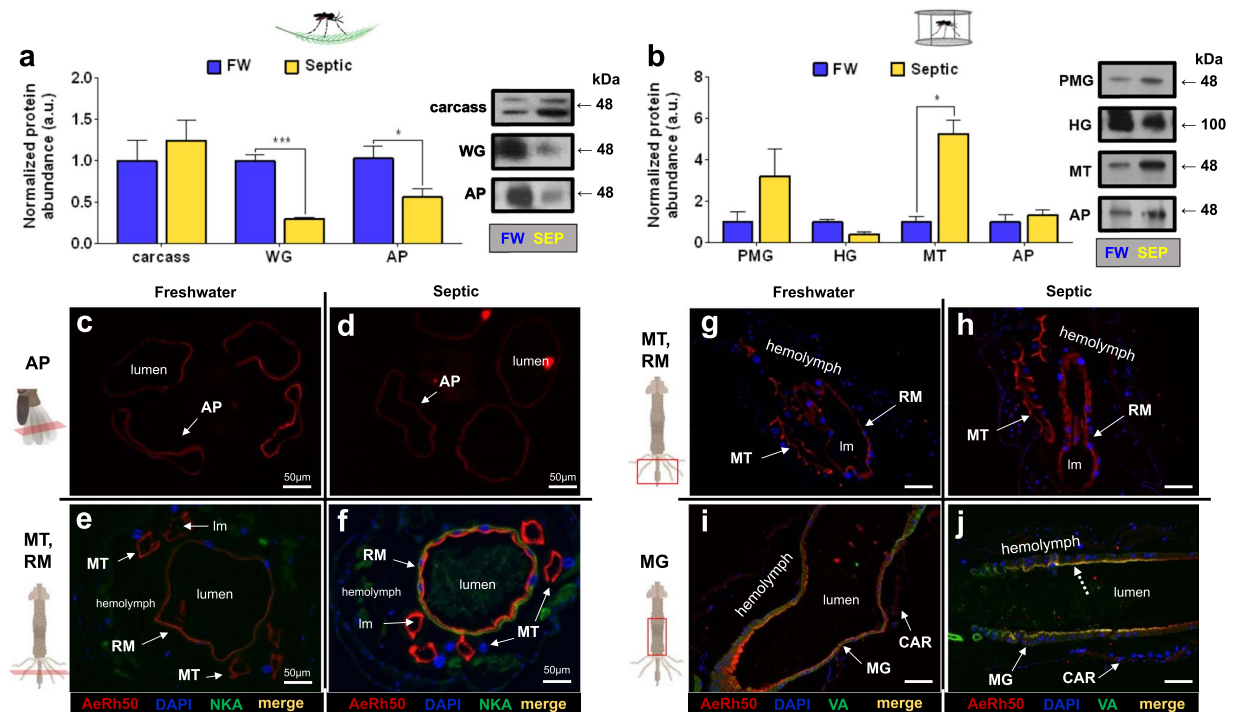 a
FW Septic
Normalized protein
abundance (a.u.)
2.0
1.5
1.0
0.5
0.0
*** *
carcass WG AP
kDa
carcass ← 48
WG ← 48
AP ← 48
FW SEP
b
FW Septic
Normalized protein
abundance (a.u.)
8
6
4
2
0
*
PMG HG MT AP
kDa
PMG ← 48
HG ← 100
MT ← 48
AP ← 48
FW SEP
Freshwater Septic
AP
c
lumen
AP
50µm
d
lumen
AP
50µm
MT,
RM
e
lm
MT
hemolymph
lumen
RM
MT
50µm
f
RM
lumen
hemolymph
lm
MT
50µm
AeRh50 DAPI NKA merge
AeRh50 DAPI NKA merge
Freshwater Septic
MT,
RM
g
hemolymph
RM
lm
MT
h
hemolymph
RM
MT
lm
MG
i
hemolymph
lumen
CAR
MG
j
hemolymph
lumen
MG
CAR
AeRh50 DAPI VA merge
AeRh50 DAPI VA merge